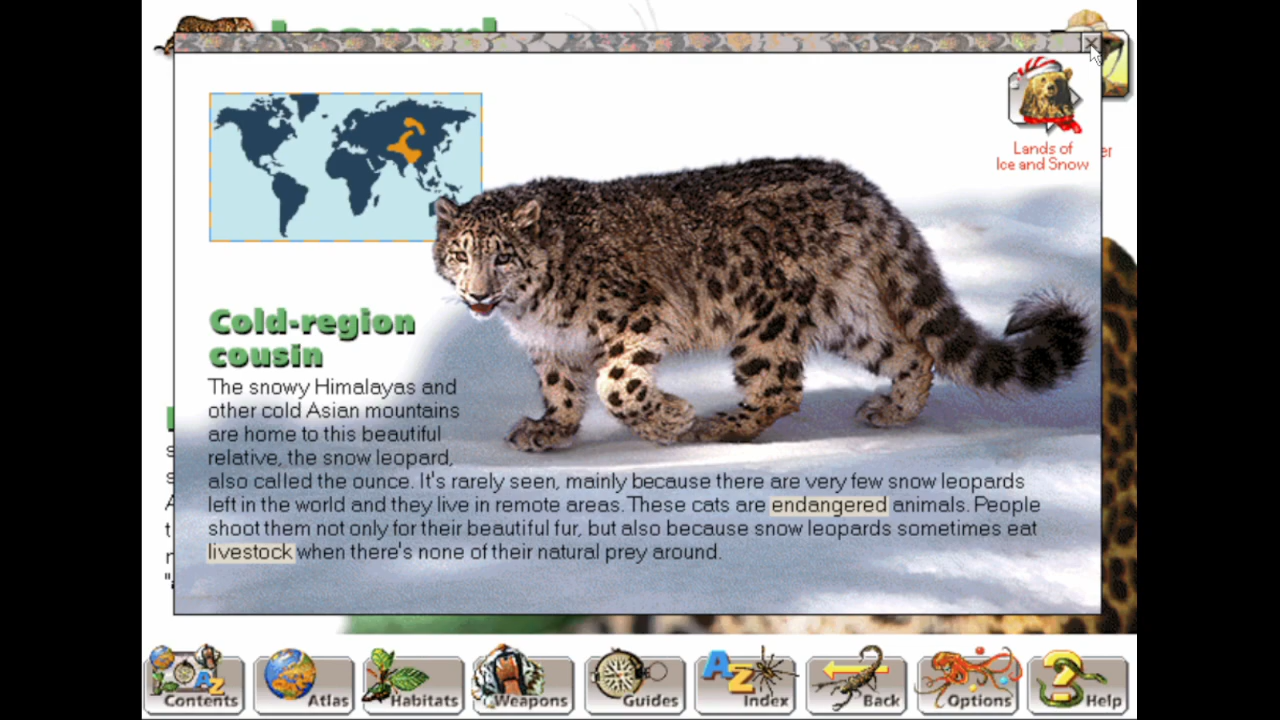 Leopard
Lands of
Ice and Snow
er
Cold-region
cousin
The snowy Himalayas and
other cold Asian mountains
are home to this beautiful
relative, the snow leopard,
also called the ounce. It's rarely seen, mainly because there are very few snow leopards
left in the world and they live in remote areas. These cats are endangered animals. People
shoot them not only for their beautiful fur, but also because snow leopards sometimes eat
livestock when there's none of their natural prey around.
Contents
Atlas
Habitats
Weapons
Guides
AZ Index
Back
Options
? Help